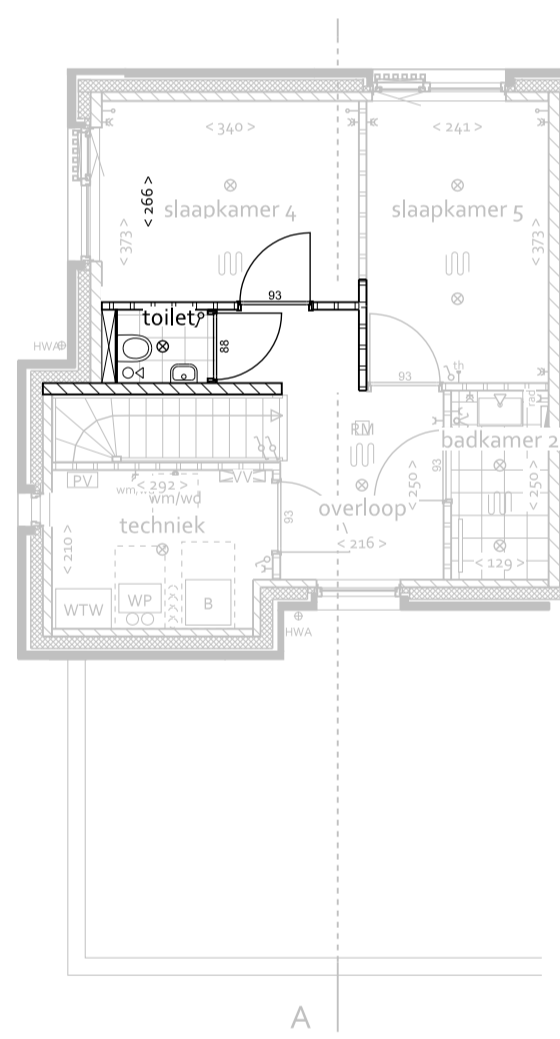 < 340 >
< 241 >
< 266 >
slaapkamer 4
slaapkamer 5
< 373 >
< 373 >
93
toilet
88
HWA
93
rad
RM
badkamer 2
93
PV
< 292 >
VV
wm/wd
< 250 >
< 250 >
techniek
overloop
93
< 210 >
< 216 >
< 129 >
WP
B
WTW
HWA
A